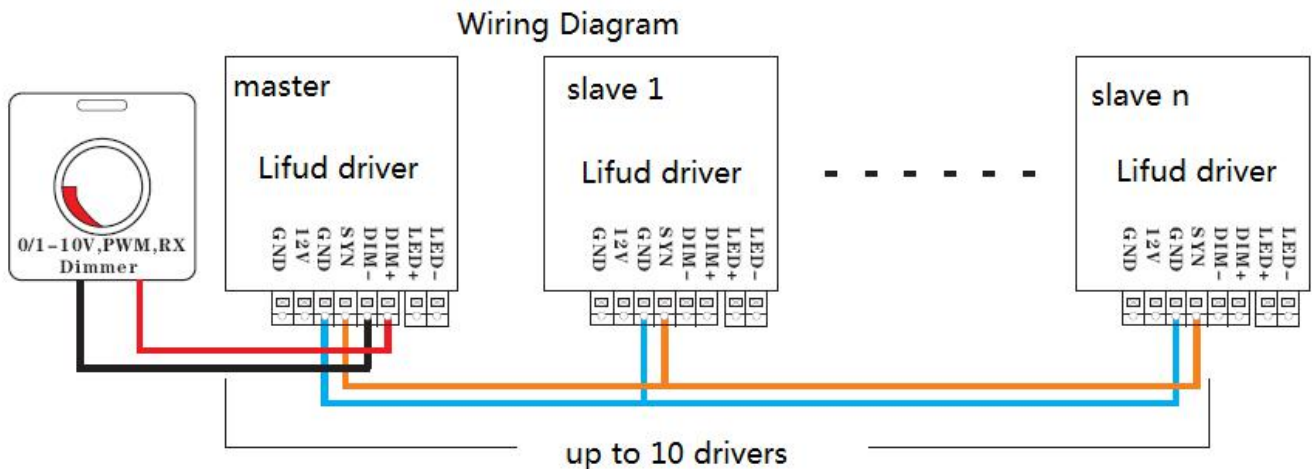 Wiring Diagram
master
slave 1
slave n
Lifud driver
Lifud driver
Lifud driver
0/1-10V,PWM,RX
Dimmer
GND
12V
GND
SYN
DIM-
DIM+
LED+
LED-
GND
12V
GND
SYN
DIM-
DIM+
LED+
LED-
GND
12V
GND
SYN
DIM-
DIM+
LED+
LED-
up to 10 drivers